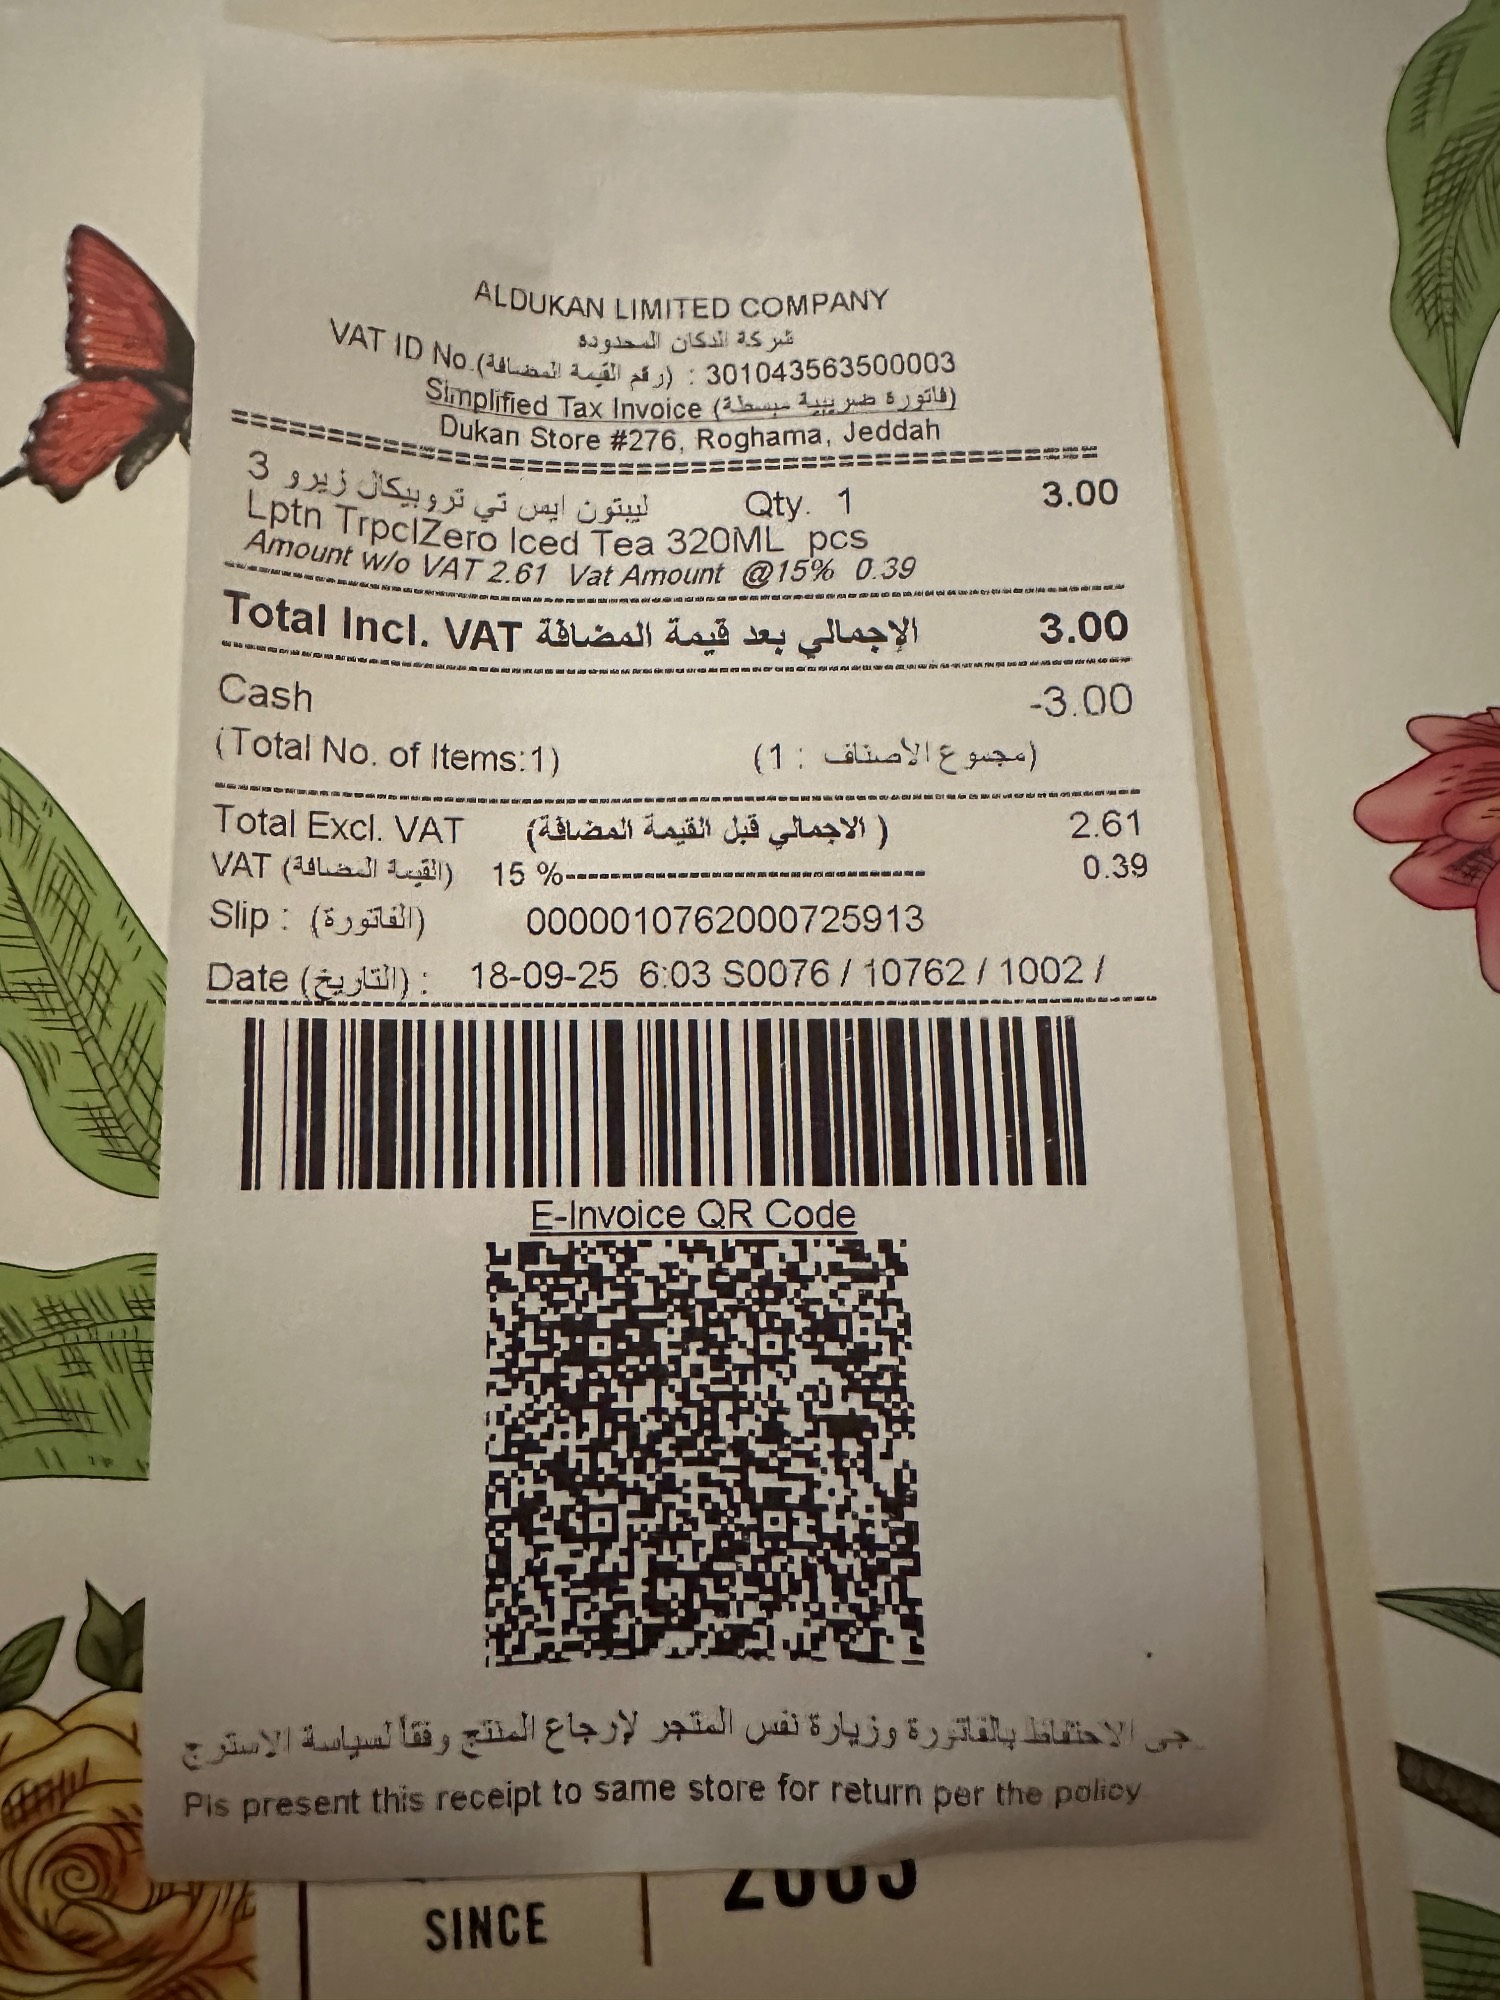 ALDUKAN LIMITED COMPANY
شركة الدكان المحدودة
VAT ID No.(رقم القيمة المضافة) : 301043563500003
Simplified Tax Invoice (فاتورة ضريبية مبسطة)
Dukan Store #276, Roghama, Jeddah
ليبتون ايس تي تروبيكال زيرو 3 Qty. 1 3.00
Lptn TrpclZero Iced Tea 320ML pcs
Amount w/o VAT 2.61 Vat Amount @15% 0.39
Total Incl. VAT الإجمالي بعد قيمة المضافة 3.00
Cash -3.00
(Total No. of Items:1) (مجموع الأصناف : 1)
Total Excl. VAT (الاجمالي قبل القيمة المضافة ) 2.61
VAT (القيمة المضافة) 15 %------------------------------------ 0.39
Slip : (الفاتورة) 0000010762000725913
Date (التاريخ) : 18-09-25 6:03 S0076 / 10762 / 1002 /
E-Invoice QR Code
جى الاحتفاظ بالفاتورة وزيارة نفس المتجر لإرجاع المنتج وفقاً لسياسة الاسترج
Pls present this receipt to same store for return per the policy
SINCE